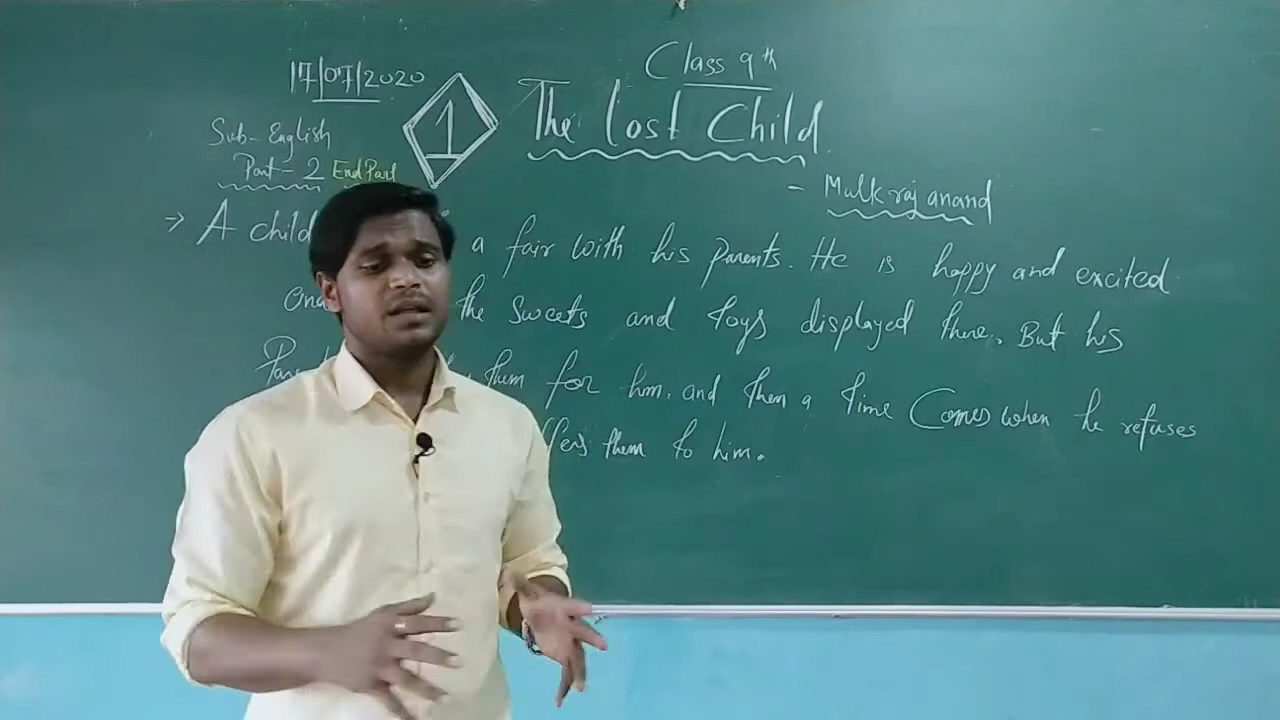 17/07/2020
Class 9th
1
The Lost Child
Sub- English
Part - 2 End Part
- Mulk raj anand
→ A child a fair with his parents. He is happy and excited
the sweets and toys displayed there. But his
them for him. and then a time Comes when he refuses
them to him.